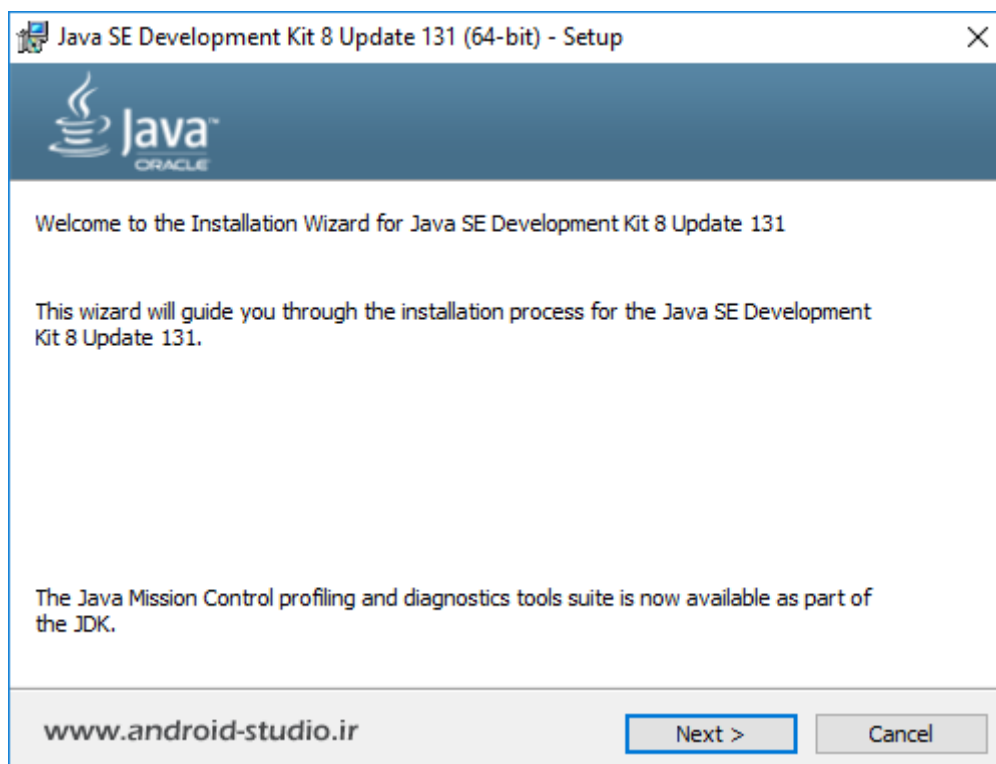 Java SE Development Kit 8 Update 131 (64-bit) - Setup
Java™
ORACLE
Welcome to the Installation Wizard for Java SE Development Kit 8 Update 131
This wizard will guide you through the installation process for the Java SE Development
Kit 8 Update 131.
The Java Mission Control profiling and diagnostics tools suite is now available as part of
the JDK.
www.android-studio.ir
Next >
Cancel